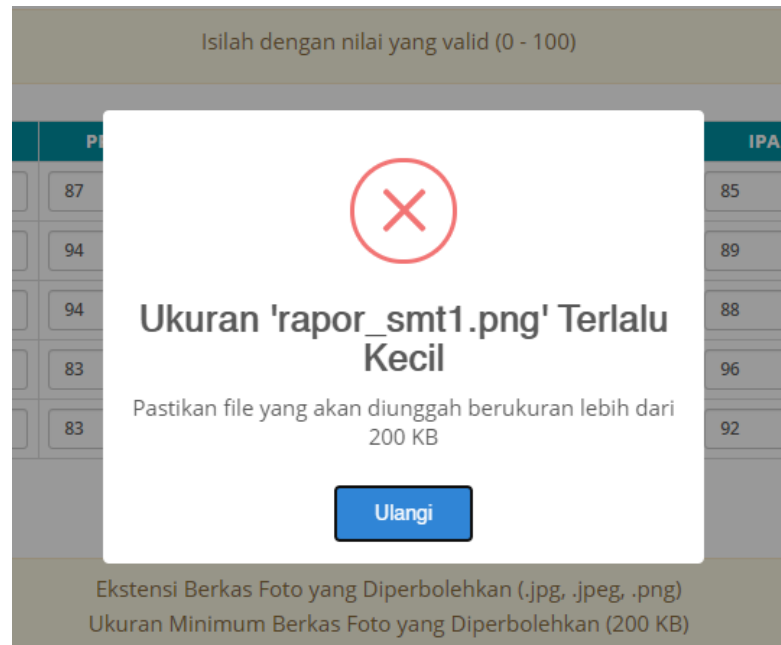 Isilah dengan nilai yang valid (0 - 100)
IPA
87 85
94 89
94 88
83 96
83 92
Ukuran 'rapor_smt1.png' Terlalu
Kecil
Pastikan file yang akan diunggah berukuran lebih dari
200 KB
Ulangi
Ekstensi Berkas Foto yang Diperbolehkan (.jpg, .jpeg, .png)
Ukuran Minimum Berkas Foto yang Diperbolehkan (200 KB)